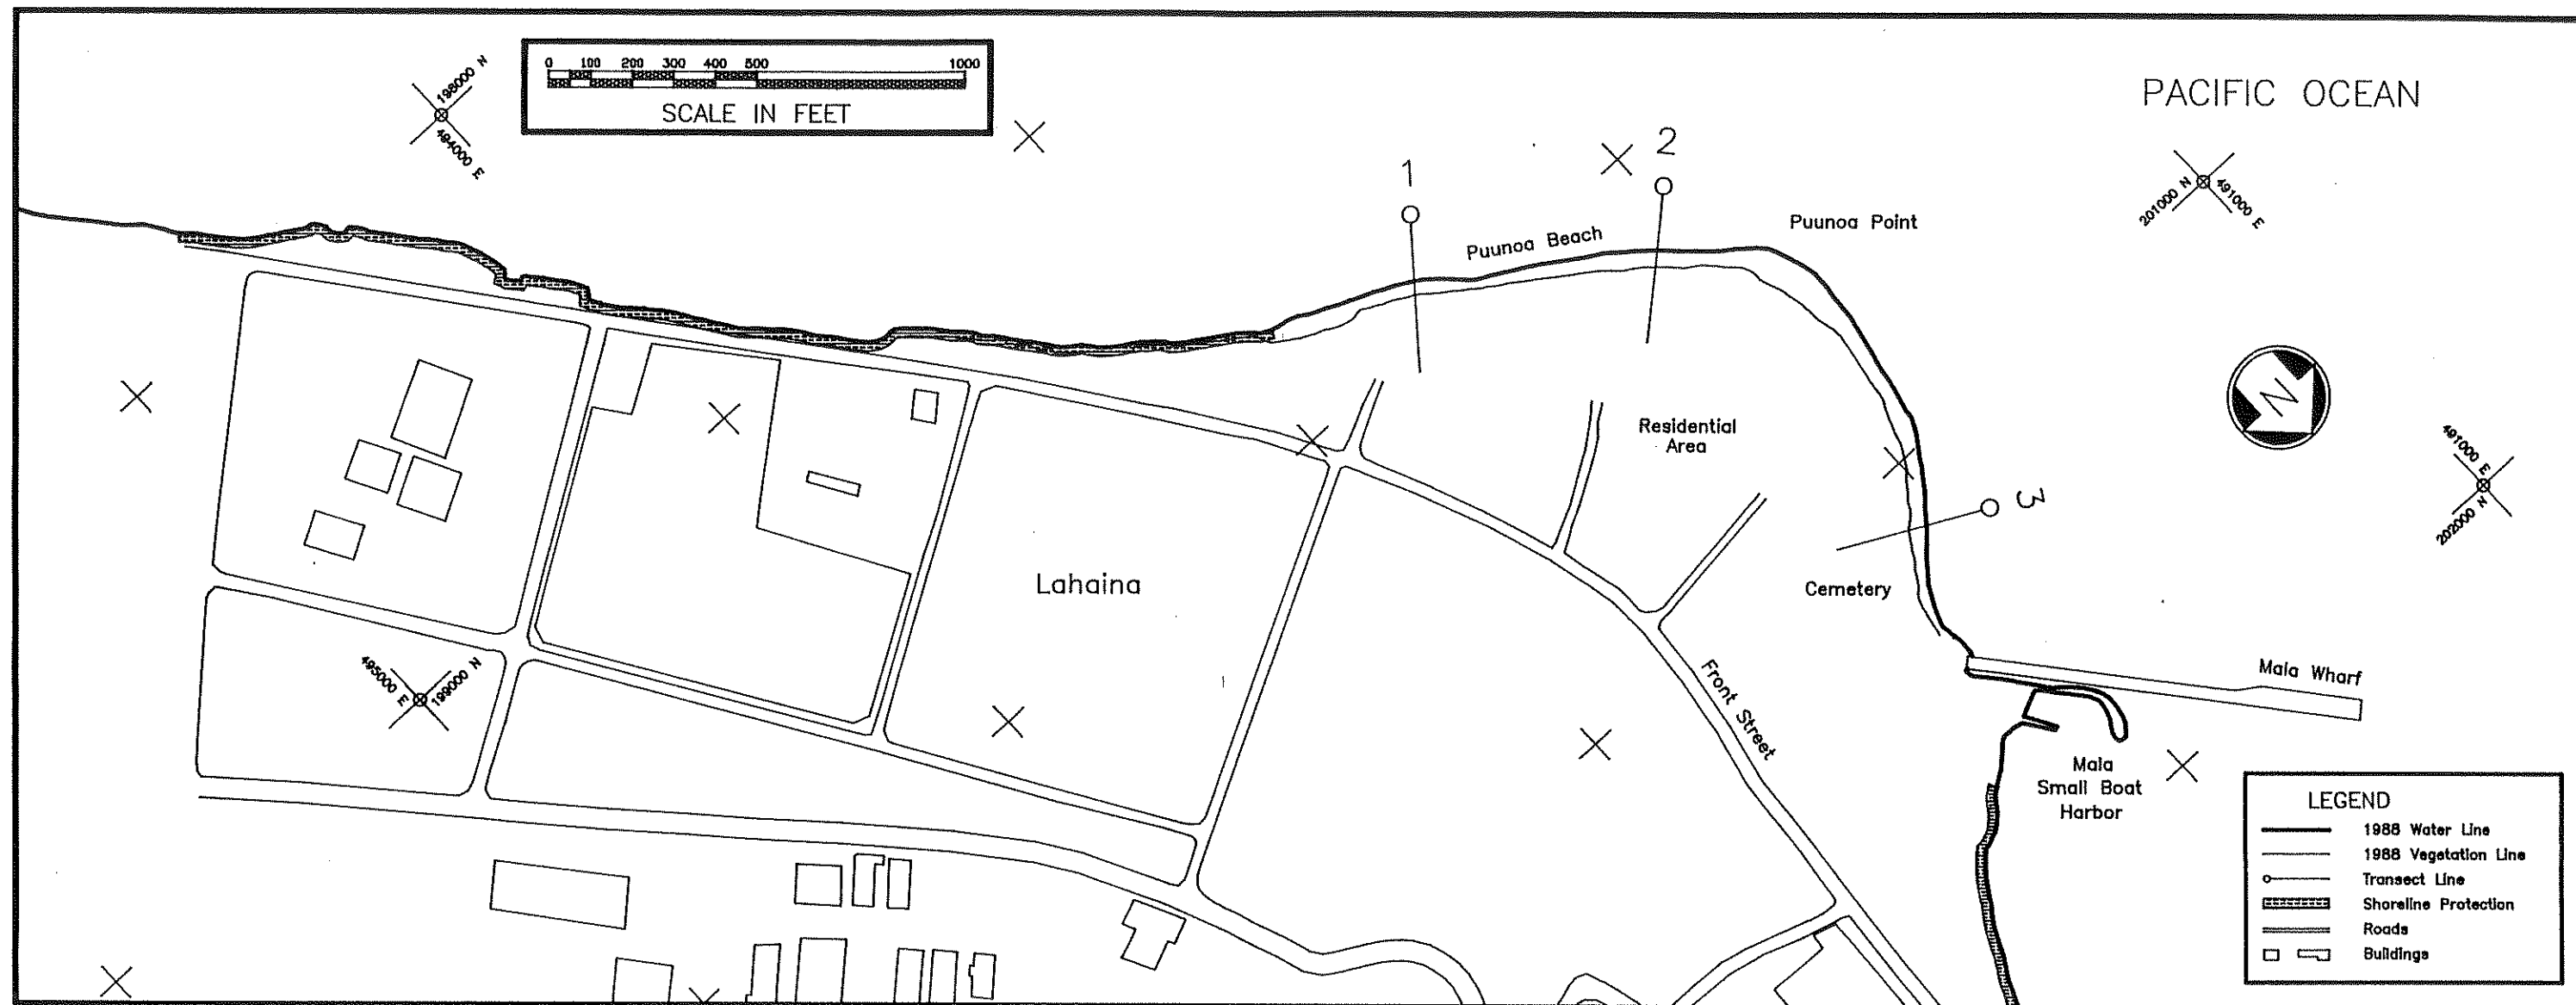 0 100 200 300 400 500 1000
SCALE IN FEET
198000 N
494000 E
PACIFIC OCEAN
1
2
201000 N
491000 E
Puunoa Beach
Puunoa Point
N
Residential
Area
491000 E
202000 N
3
Lahaina
Cemetery
495000 E
199000 N
Front Street
Mala Wharf
Mala
Small Boat
Harbor
LEGEND
1988 Water Line
1988 Vegetation Line
Transect Line
Shoreline Protection
Roads
Buildings